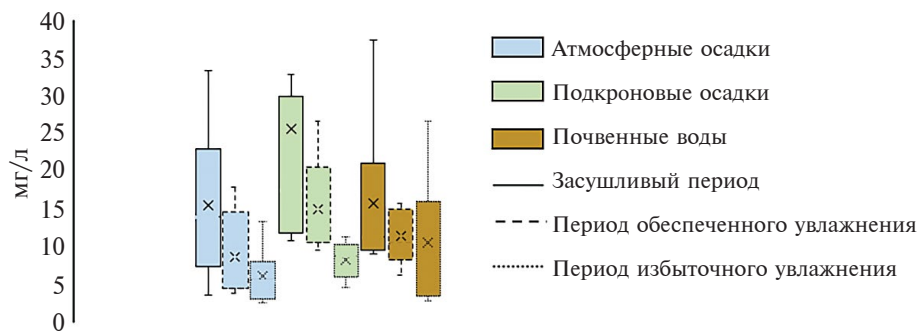 40
35
30
25
20
15
10
5
0
мг/л
Атмосферные осадки
Подкроновые осадки
Почвенные воды
Засушливый период
Период обеспеченного увлажнения
Период избыточного увлажнения